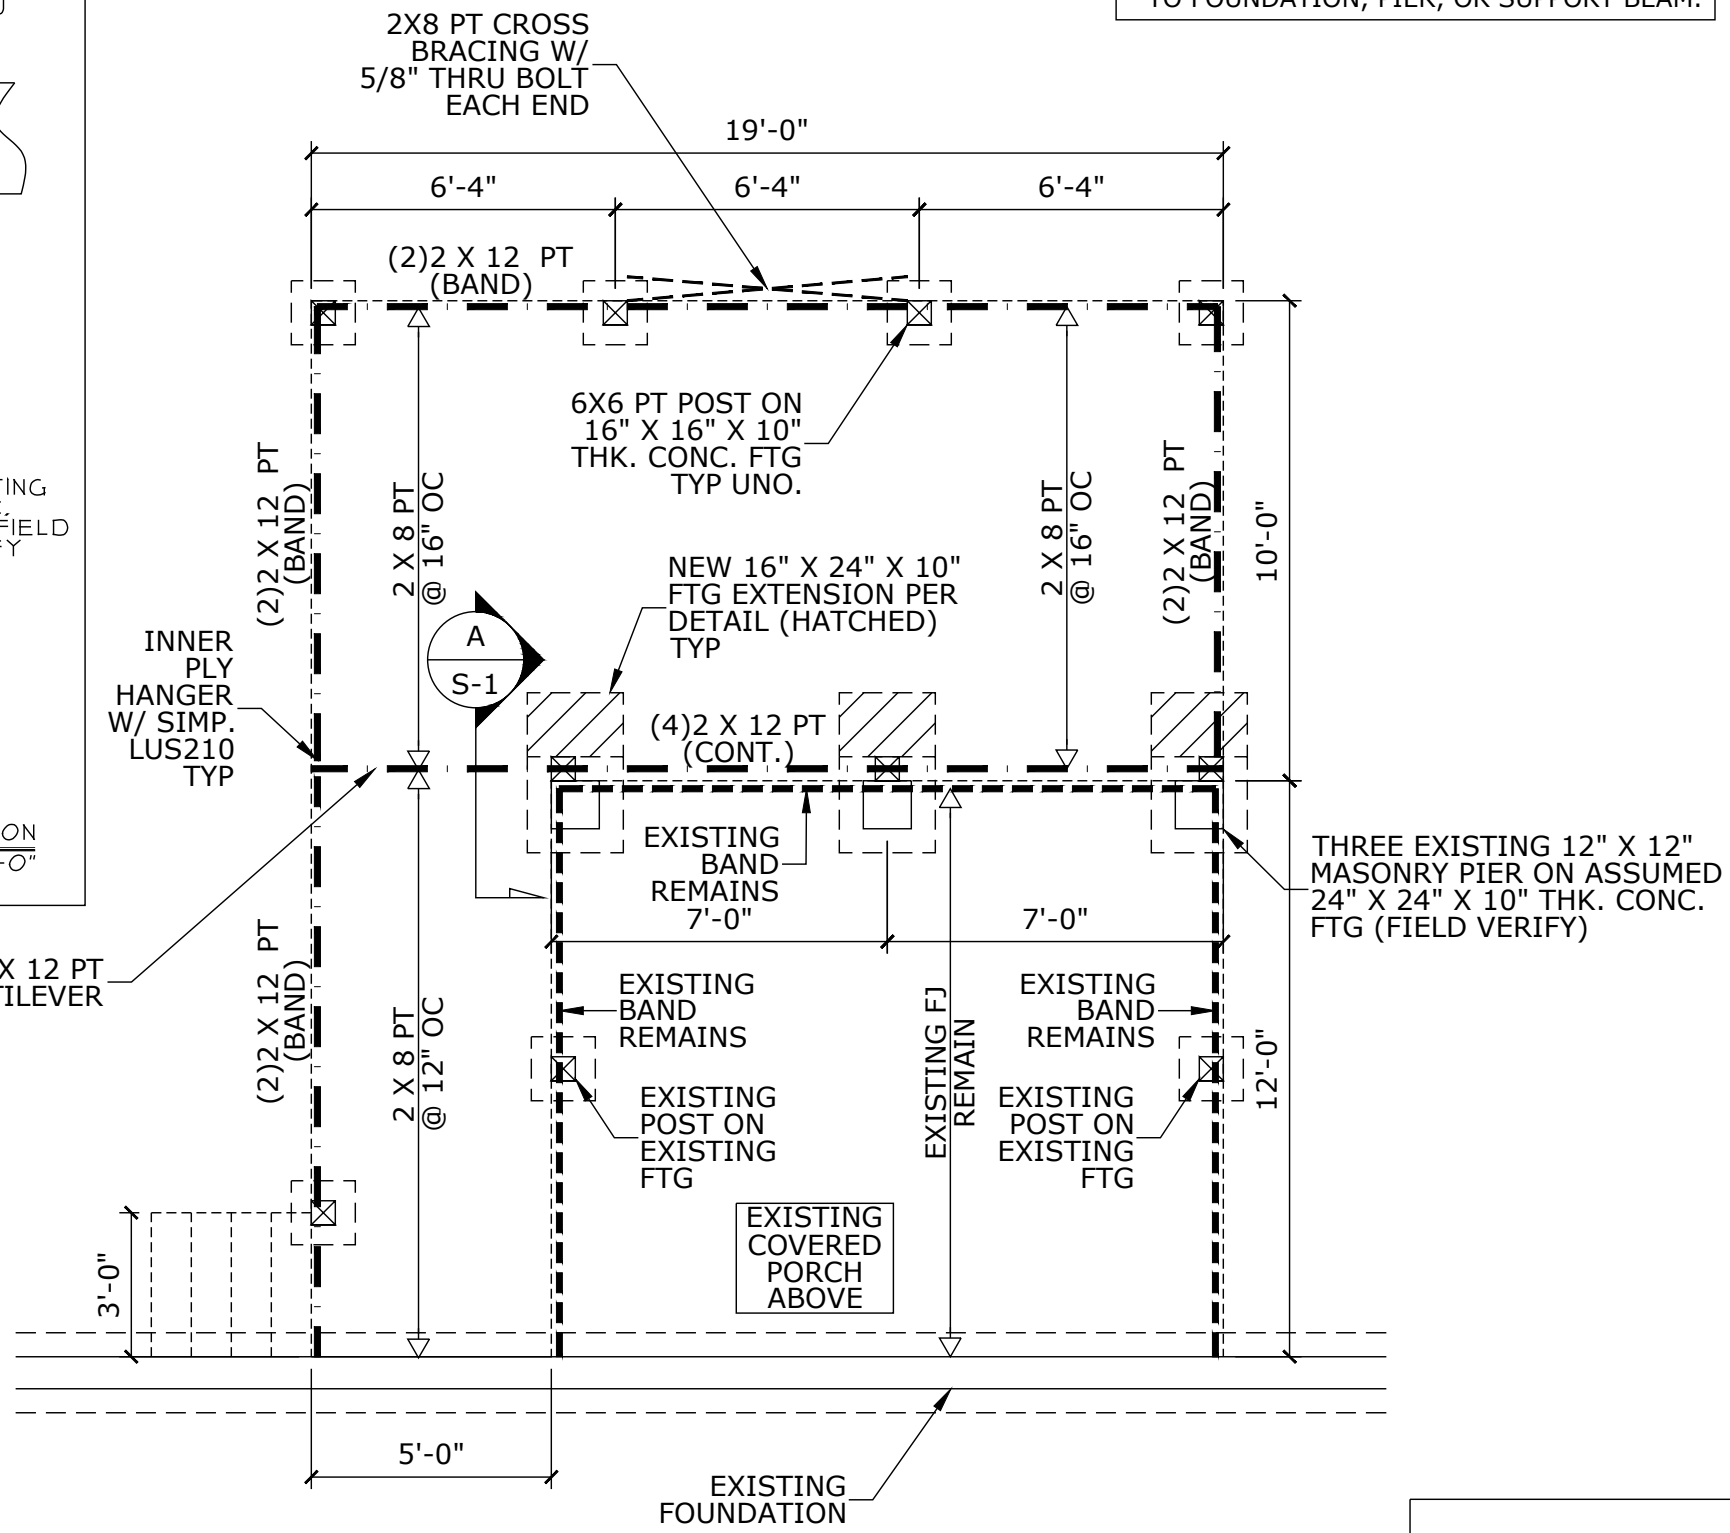 TO FOUNDATION, PIER, OR SUPPORT BEAM.
2X8 PT CROSS
BRACING W/
5/8" THRU BOLT
EACH END
19'-0"
6'-4"
6'-4"
6'-4"
(2)2 X 12 PT
(BAND)
6X6 PT POST ON
16" X 16" X 10"
THK. CONC. FTG
TYP UNO.
(2)2 X 12 PT
(BAND)
2 X 8 PT
@ 16" OC
2 X 8 PT
@ 16" OC
(2)2 X 12 PT
(BAND)
10'-0"
NEW 16" X 24" X 10"
FTG EXTENSION PER
DETAIL (HATCHED)
TYP
A
S-1
INNER
PLY
HANGER
W/ SIMP.
LUS210
TYP
(4)2 X 12 PT
(CONT.)
EXISTING
BAND
REMAINS
THREE EXISTING 12" X 12"
MASONRY PIER ON ASSUMED
24" X 24" X 10" THK. CONC.
FTG (FIELD VERIFY)
7'-0"
7'-0"
X 12 PT
(2)2 X 12 PT
(BAND)
2 X 8 PT
@ 12" OC
EXISTING
BAND
REMAINS
EXISTING FJ
REMAIN
EXISTING
BAND
REMAINS
12'-0"
EXISTING
POST ON
EXISTING
FTG
EXISTING
POST ON
EXISTING
FTG
EXISTING
COVERED
PORCH
ABOVE
3'-0"
5'-0"
EXISTING
FOUNDATION